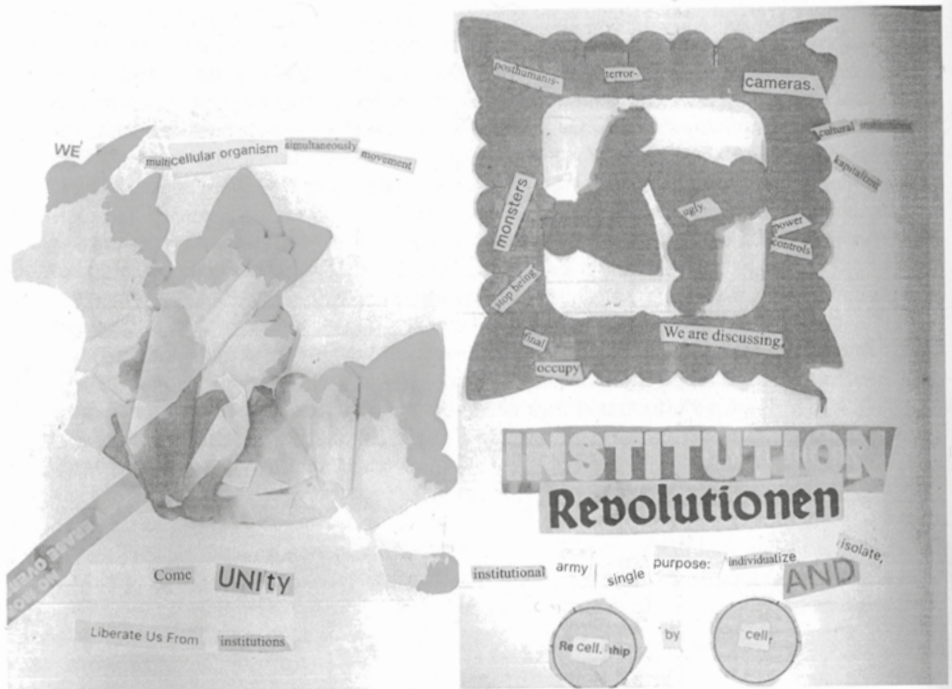 WE
multicellular organism simultaneously movement
Come UNITY
Liberate Us From institutions
posthumanis-
terror-
cameras.
cultural
kapitalism
monsters
ugly.
power
controls
stop being
final
occupy
We are discussing,
INSTITUTION
Revolutionen
institutional army single purpose: individualize AND isolate,
Re cell. ship by cell,